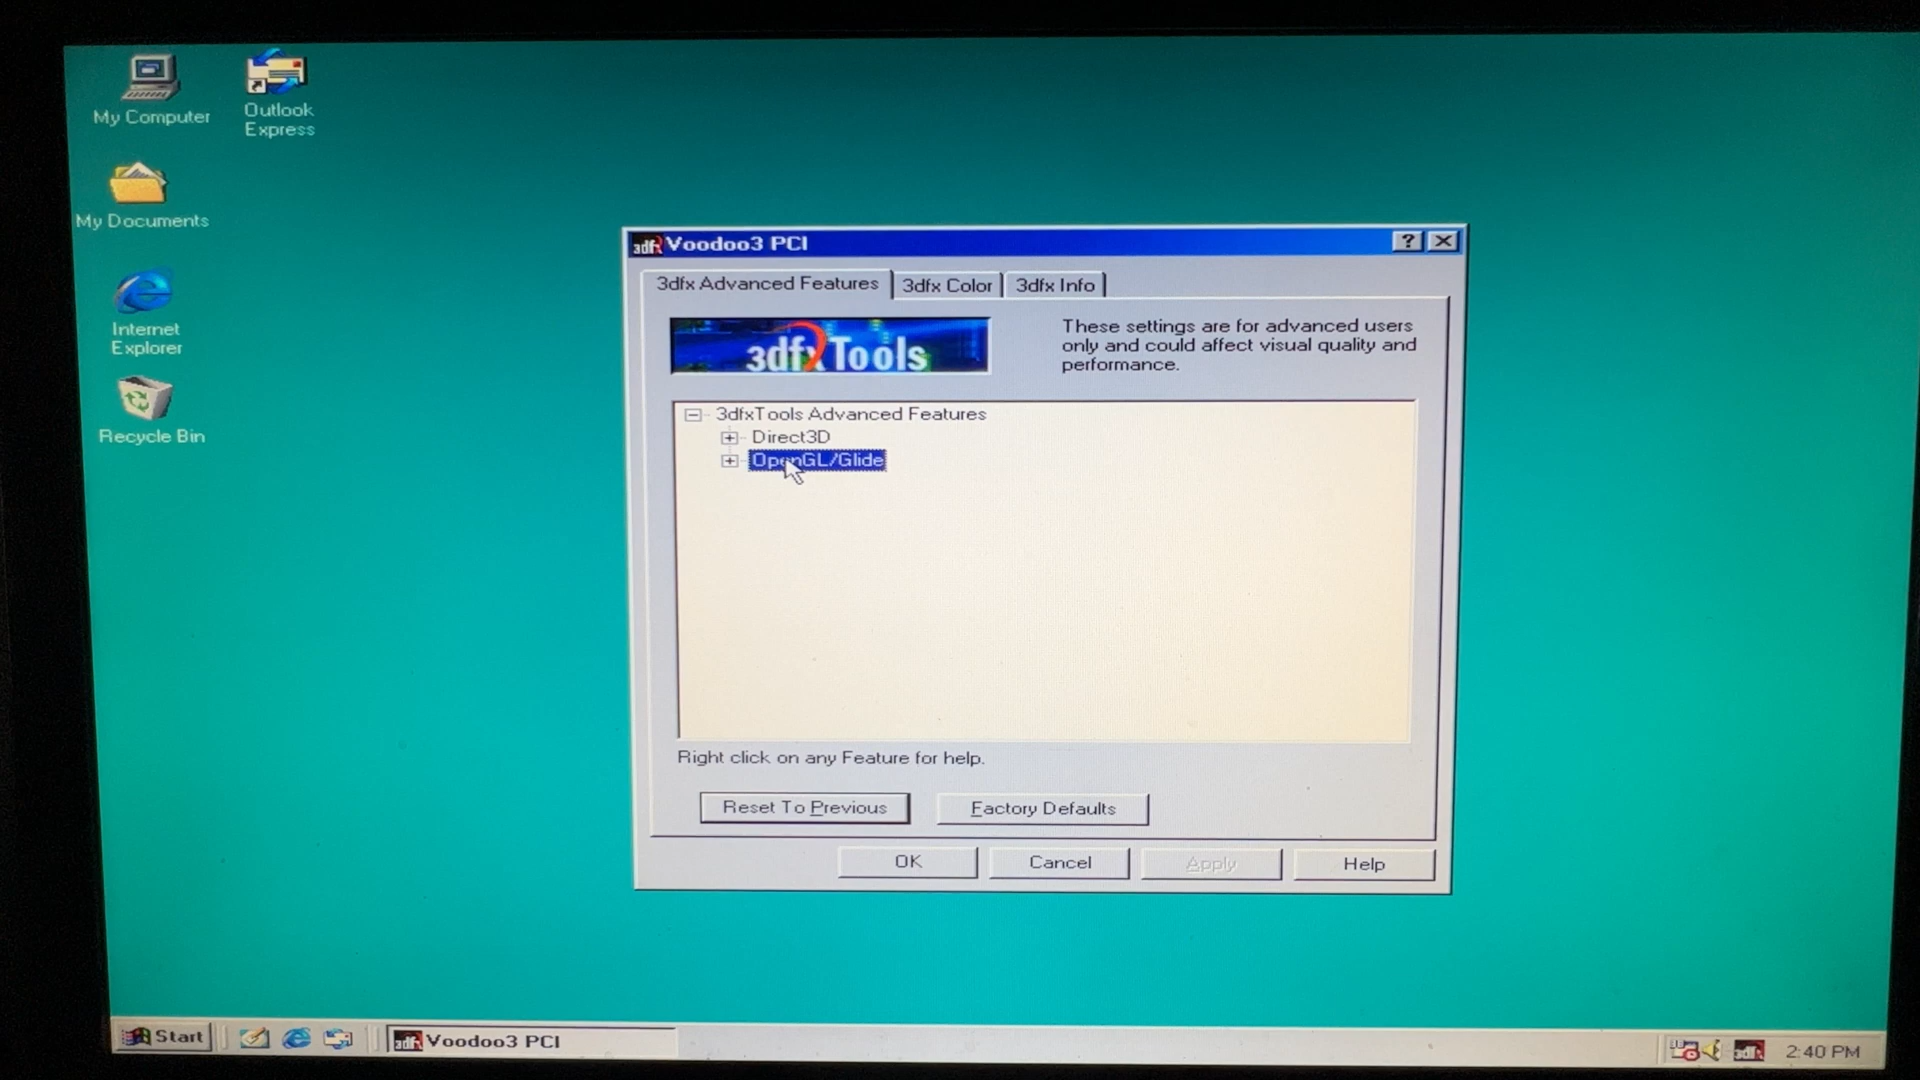 My Computer
Outlook
Express
My Documents
Internet
Explorer
Recycle Bin
3dfx Voodoo3 PCI
3dfx Advanced Features
3dfx Color
3dfx Info
3dfx Tools
These settings are for advanced users
only and could affect visual quality and
performance.
3dfxTools Advanced Features
Direct3D
OpenGL/Glide
Right click on any Feature for help.
Reset To Previous
Factory Defaults
OK
Cancel
Apply
Help
Start
3dfx Voodoo3 PCI
3dfx
2:40 PM